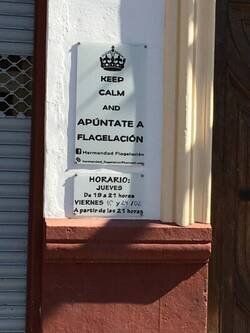 KEEP
CALM
AND
APÚNTATE A
FLAGELACIÓN
Hermandad Flagelación
HORARIO:
JUEVES
De 19 a 21 horas
VIERNES
A partir de las 21 horas